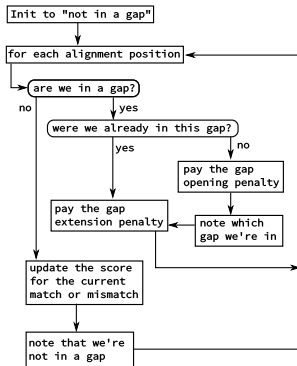 Init to "not in a gap"
for each alignment position
are we in a gap?
no
yes
were we already in this gap?
yes
no
pay the gap
opening penalty
pay the gap
extension penalty
note which
gap we're in
update the score
for the current
match or mismatch
note that we're
not in a gap